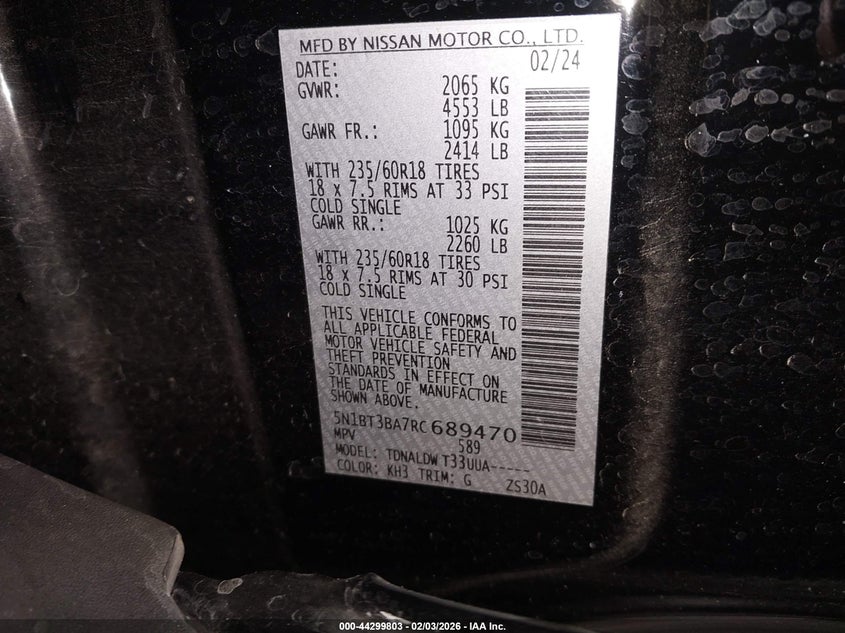 MFD BY NISSAN MOTOR CO., LTD.
DATE: 02/24
GVWR: 2065 KG
4553 LB
GAWR FR.: 1095 KG
2414 LB
WITH 235/60R18 TIRES
18 x 7.5 RIMS AT 33 PSI
COLD SINGLE
GAWR RR.: 1025 KG
2260 LB
WITH 235/60R18 TIRES
18 x 7.5 RIMS AT 30 PSI
COLD SINGLE
THIS VEHICLE CONFORMS TO
ALL APPLICABLE FEDERAL
MOTOR VEHICLE SAFETY AND
THEFT PREVENTION
STANDARDS IN EFFECT ON
THE DATE OF MANUFACTURE
SHOWN ABOVE.
5N1BT3BA7RC689470
MPV 589
MODEL: TDNALDW T33UUA-----
COLOR: KH3 TRIM: G ZS30A
000-44299803 - 02/03/2026 - IAA Inc.